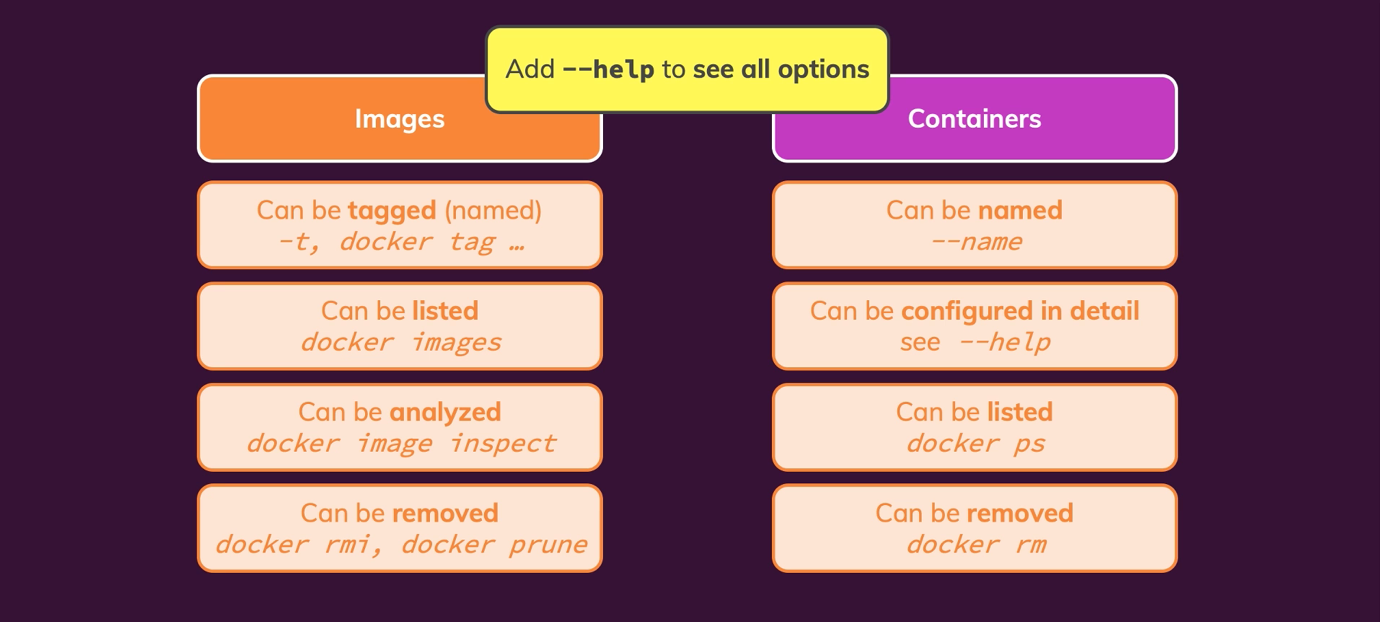 Add --help to see all options
Images
Can be tagged (named)
-t, docker tag …
Can be listed
docker images
Can be analyzed
docker image inspect
Can be removed
docker rmi, docker prune
Containers
Can be named
--name
Can be configured in detail
see --help
Can be listed
docker ps
Can be removed
docker rm